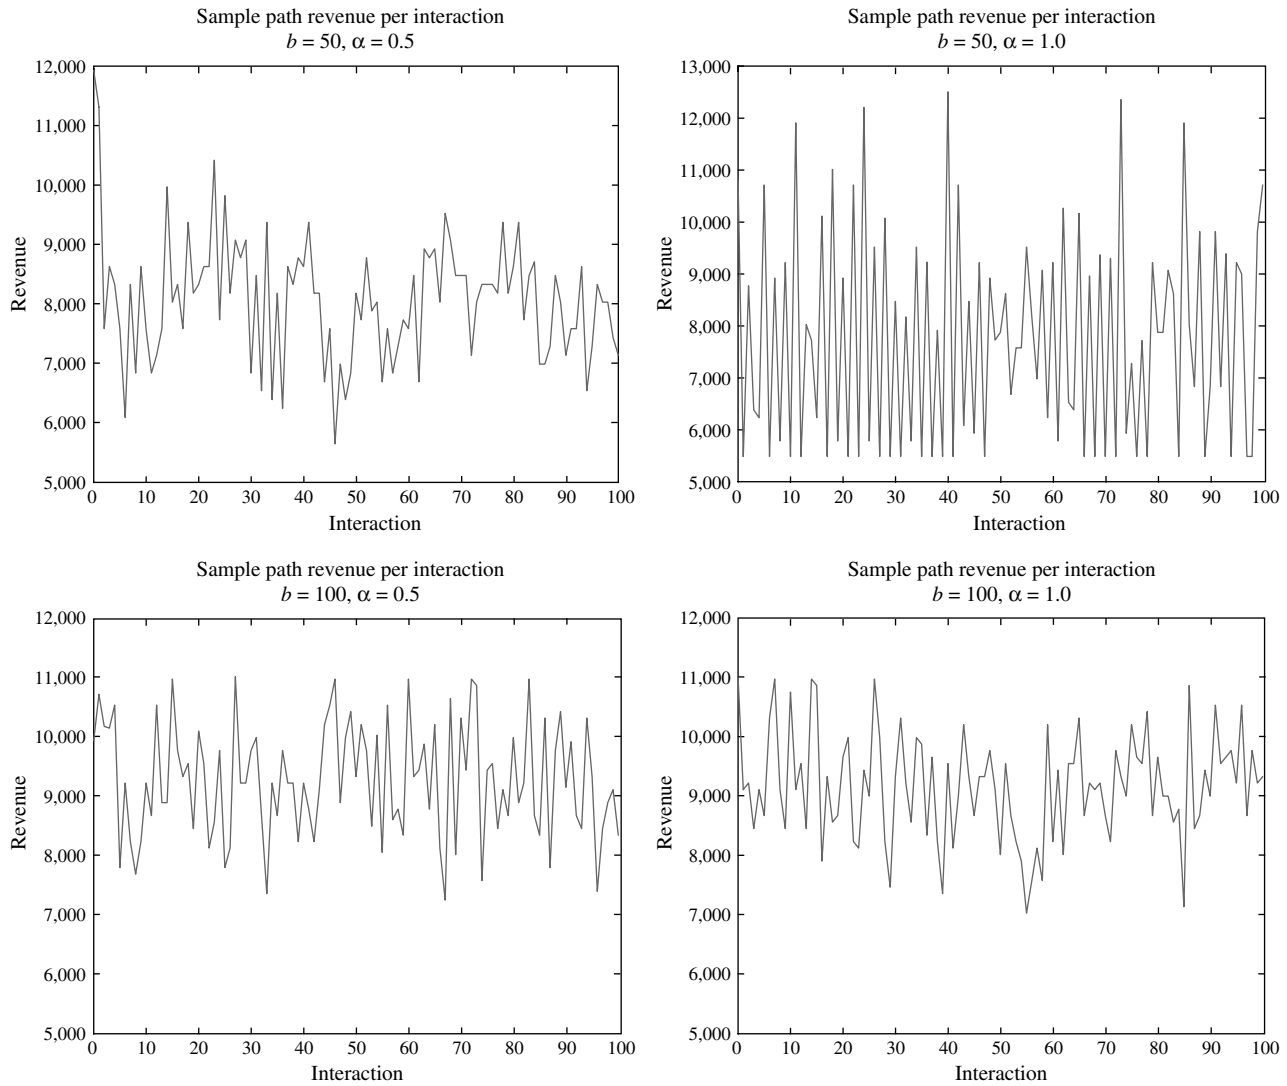 Sample path revenue per interaction
b = 50, α = 0.5
12,000
11,000
10,000
9,000
8,000
7,000
6,000
5,000
Revenue
0 10 20 30 40 50 60 70 80 90 100
Interaction
Sample path revenue per interaction
b = 50, α = 1.0
13,000
12,000
11,000
10,000
9,000
8,000
7,000
6,000
5,000
Revenue
0 10 20 30 40 50 60 70 80 90 100
Interaction
Sample path revenue per interaction
b = 100, α = 0.5
12,000
11,000
10,000
9,000
8,000
7,000
6,000
5,000
Revenue
0 10 20 30 40 50 60 70 80 90 100
Interaction
Sample path revenue per interaction
b = 100, α = 1.0
12,000
11,000
10,000
9,000
8,000
7,000
6,000
5,000
Revenue
0 10 20 30 40 50 60 70 80 90 100
Interaction